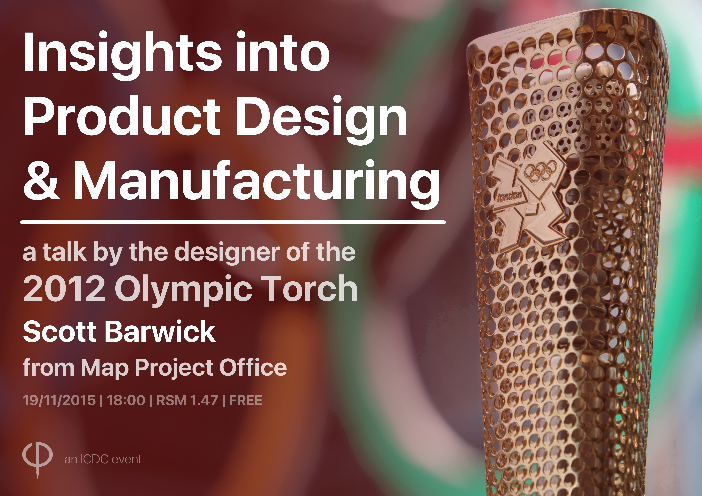 Insights into
Product Design
& Manufacturing
a talk by the designer of the
2012 Olympic Torch
Scott Barwick
from Map Project Office
19/11/2015 | 18:00 | RSM 1.47 | FREE
an ICDC event
london